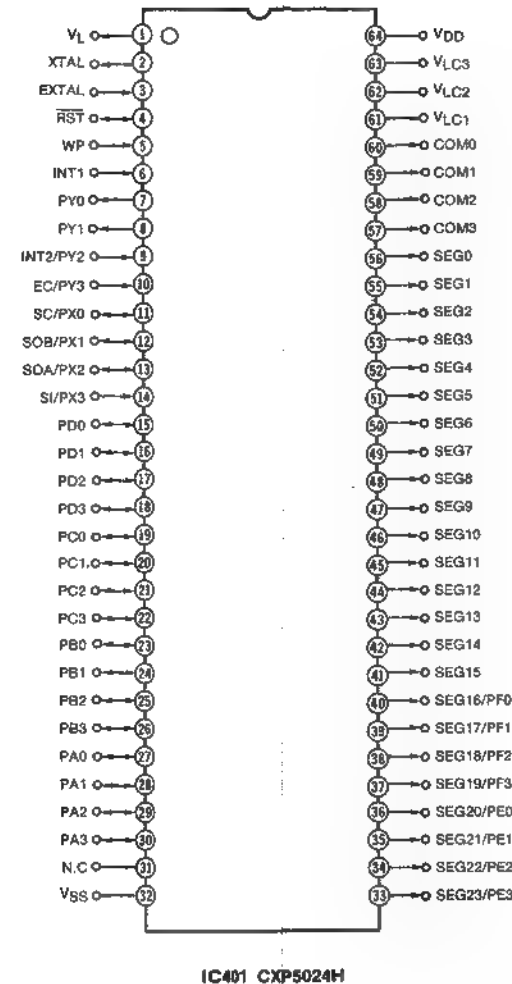 VL 1 64 VDD
XTAL 2 63 VLC3
EXTAL 3 62 VLC2
RST 4 61 VLC1
WP 5 60 COM0
INT1 6 59 COM1
PY0 7 58 COM2
PY1 8 57 COM3
INT2/PY2 9 56 SEG0
EC/PY3 10 55 SEG1
SC/PX0 11 54 SEG2
SOB/PX1 12 53 SEG3
SOA/PX2 13 52 SEG4
SI/PX3 14 51 SEG5
PD0 15 50 SEG6
PD1 16 49 SEG7
PD2 17 48 SEG8
PD3 18 47 SEG9
PC0 19 46 SEG10
PC1 20 45 SEG11
PC2 21 44 SEG12
PC3 22 43 SEG13
PB0 23 42 SEG14
PB1 24 41 SEG15
PB2 25 40 SEG16/PF0
PB3 26 39 SEG17/PF1
PA0 27 38 SEG18/PF2
PA1 28 37 SEG19/PF3
PA2 29 36 SEG20/PE0
PA3 30 35 SEG21/PE1
N.C 31 34 SEG22/PE2
VSS 32 33 SEG23/PE3
IC401 CXP5024H